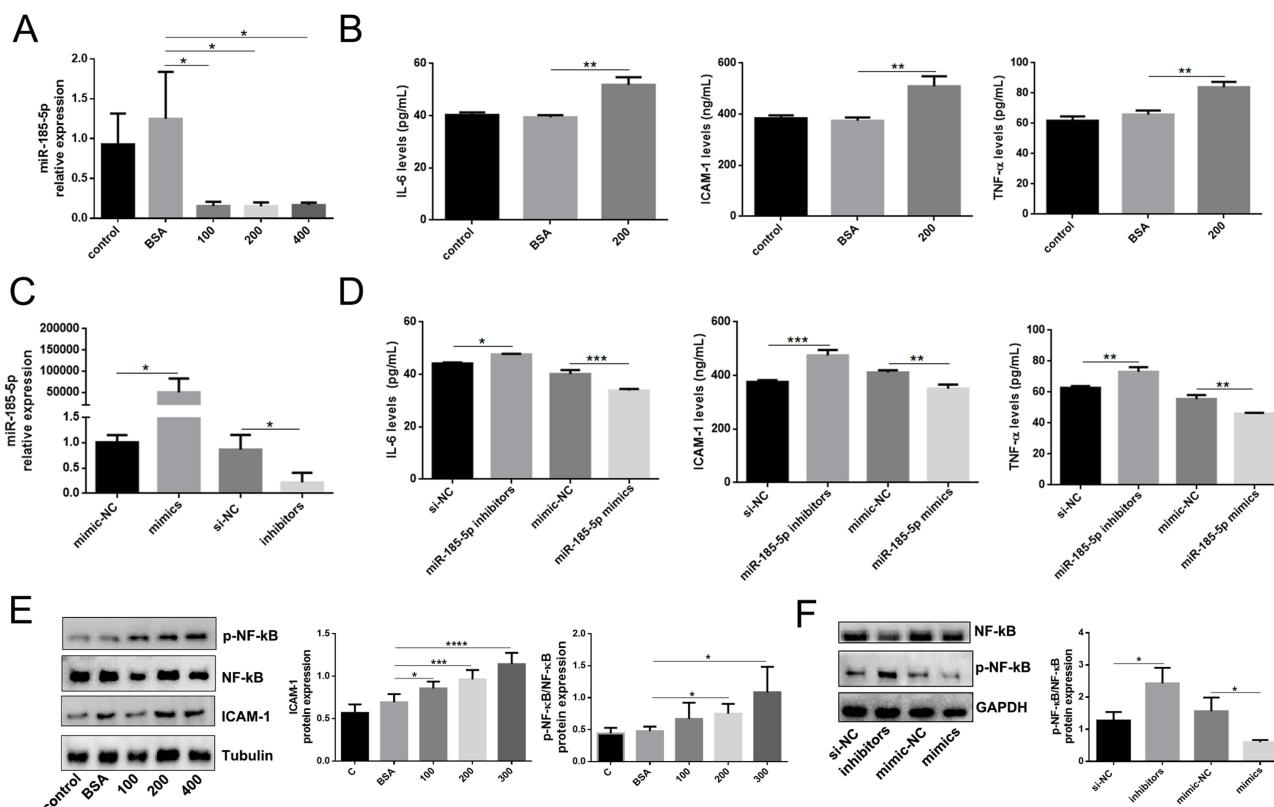 A
miR-185-5p
relative expression
2.0
1.5
1.0
0.5
0.0
*
*
*
control
BSA
100
200
400
B
IL-6 levels (pg/mL)
60
40
20
0
**
control
BSA
200
ICAM-1 levels (ng/mL)
600
400
200
0
**
control
BSA
200
TNF-α levels (pg/mL)
100
80
60
40
20
0
**
control
BSA
200
C
miR-185-5p
relative expression
200000
150000
100000
50000
1.5
1.0
0.5
0.0
*
*
mimic-NC
mimics
si-NC
inhibitors
D
IL-6 levels (pg/mL)
60
40
20
0
*
***
si-NC
miR-185-5p inhibitors
mimic-NC
miR-185-5p mimics
ICAM-1 levels (ng/mL)
600
400
200
0
***
**
si-NC
miR-185-5p inhibitors
mimic-NC
miR-185-5p mimics
TNF-α levels (pg/mL)
100
80
60
40
20
0
**
**
si-NC
miR-185-5p inhibitors
mimic-NC
miR-185-5p mimics
E
p-NF-kB
NF-kB
ICAM-1
Tubulin
control
BSA
100
200
400
ICAM-1
protein expression
1.5
1.0
0.5
0.0
****
***
*
C
BSA
100
200
300
p-NF-κB/NF-κB
protein expression
2.0
1.5
1.0
0.5
0.0
*
*
C
BSA
100
200
300
F
NF-kB
p-NF-kB
GAPDH
si-NC
inhibitors
mimic-NC
mimics
p-NF-κB/NF-κB
protein expression
4
3
2
1
0
*
*
si-NC
inhibitors
mimic-NC
mimics